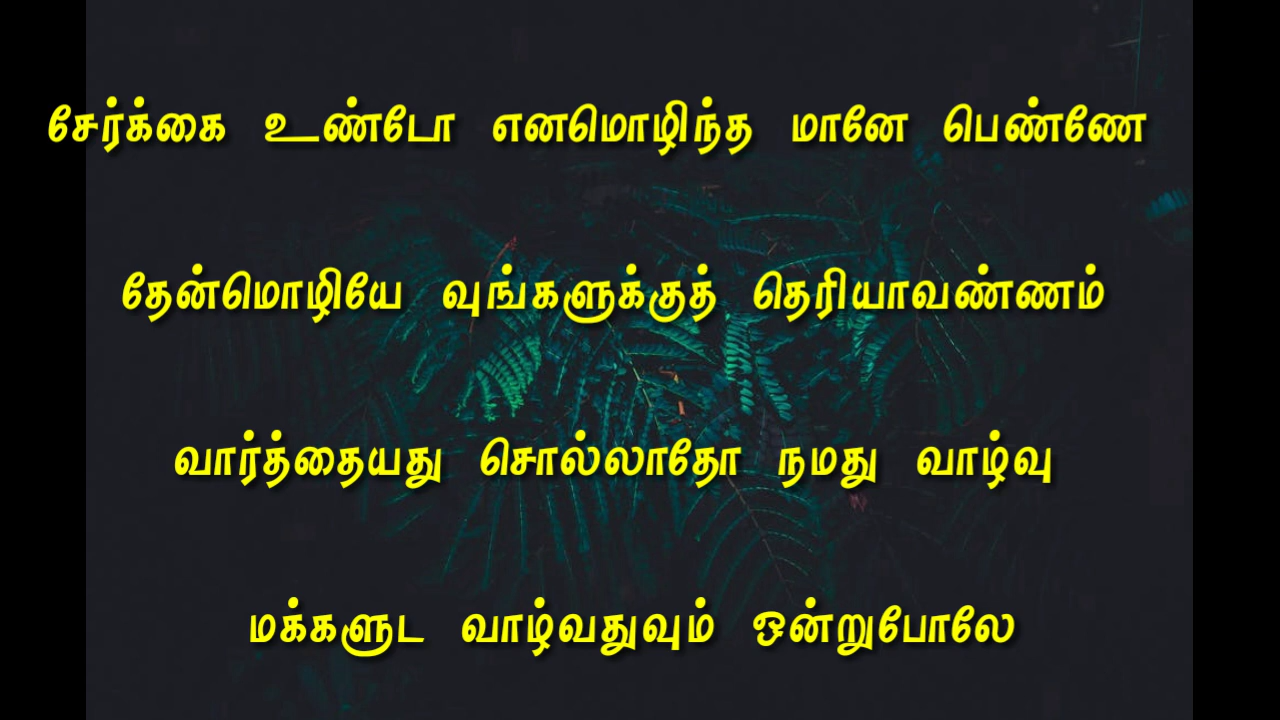 சேர்க்கை உண்டோ எனமொழிந்த மானே பெண்ணே
தேன்மொழியே வுங்களுக்குத் தெரியாவண்ணம்
வார்த்தையது சொல்லாதோ நமது வாழ்வு
மக்களுட வாழ்வதுவும் ஒன்றுபோலே